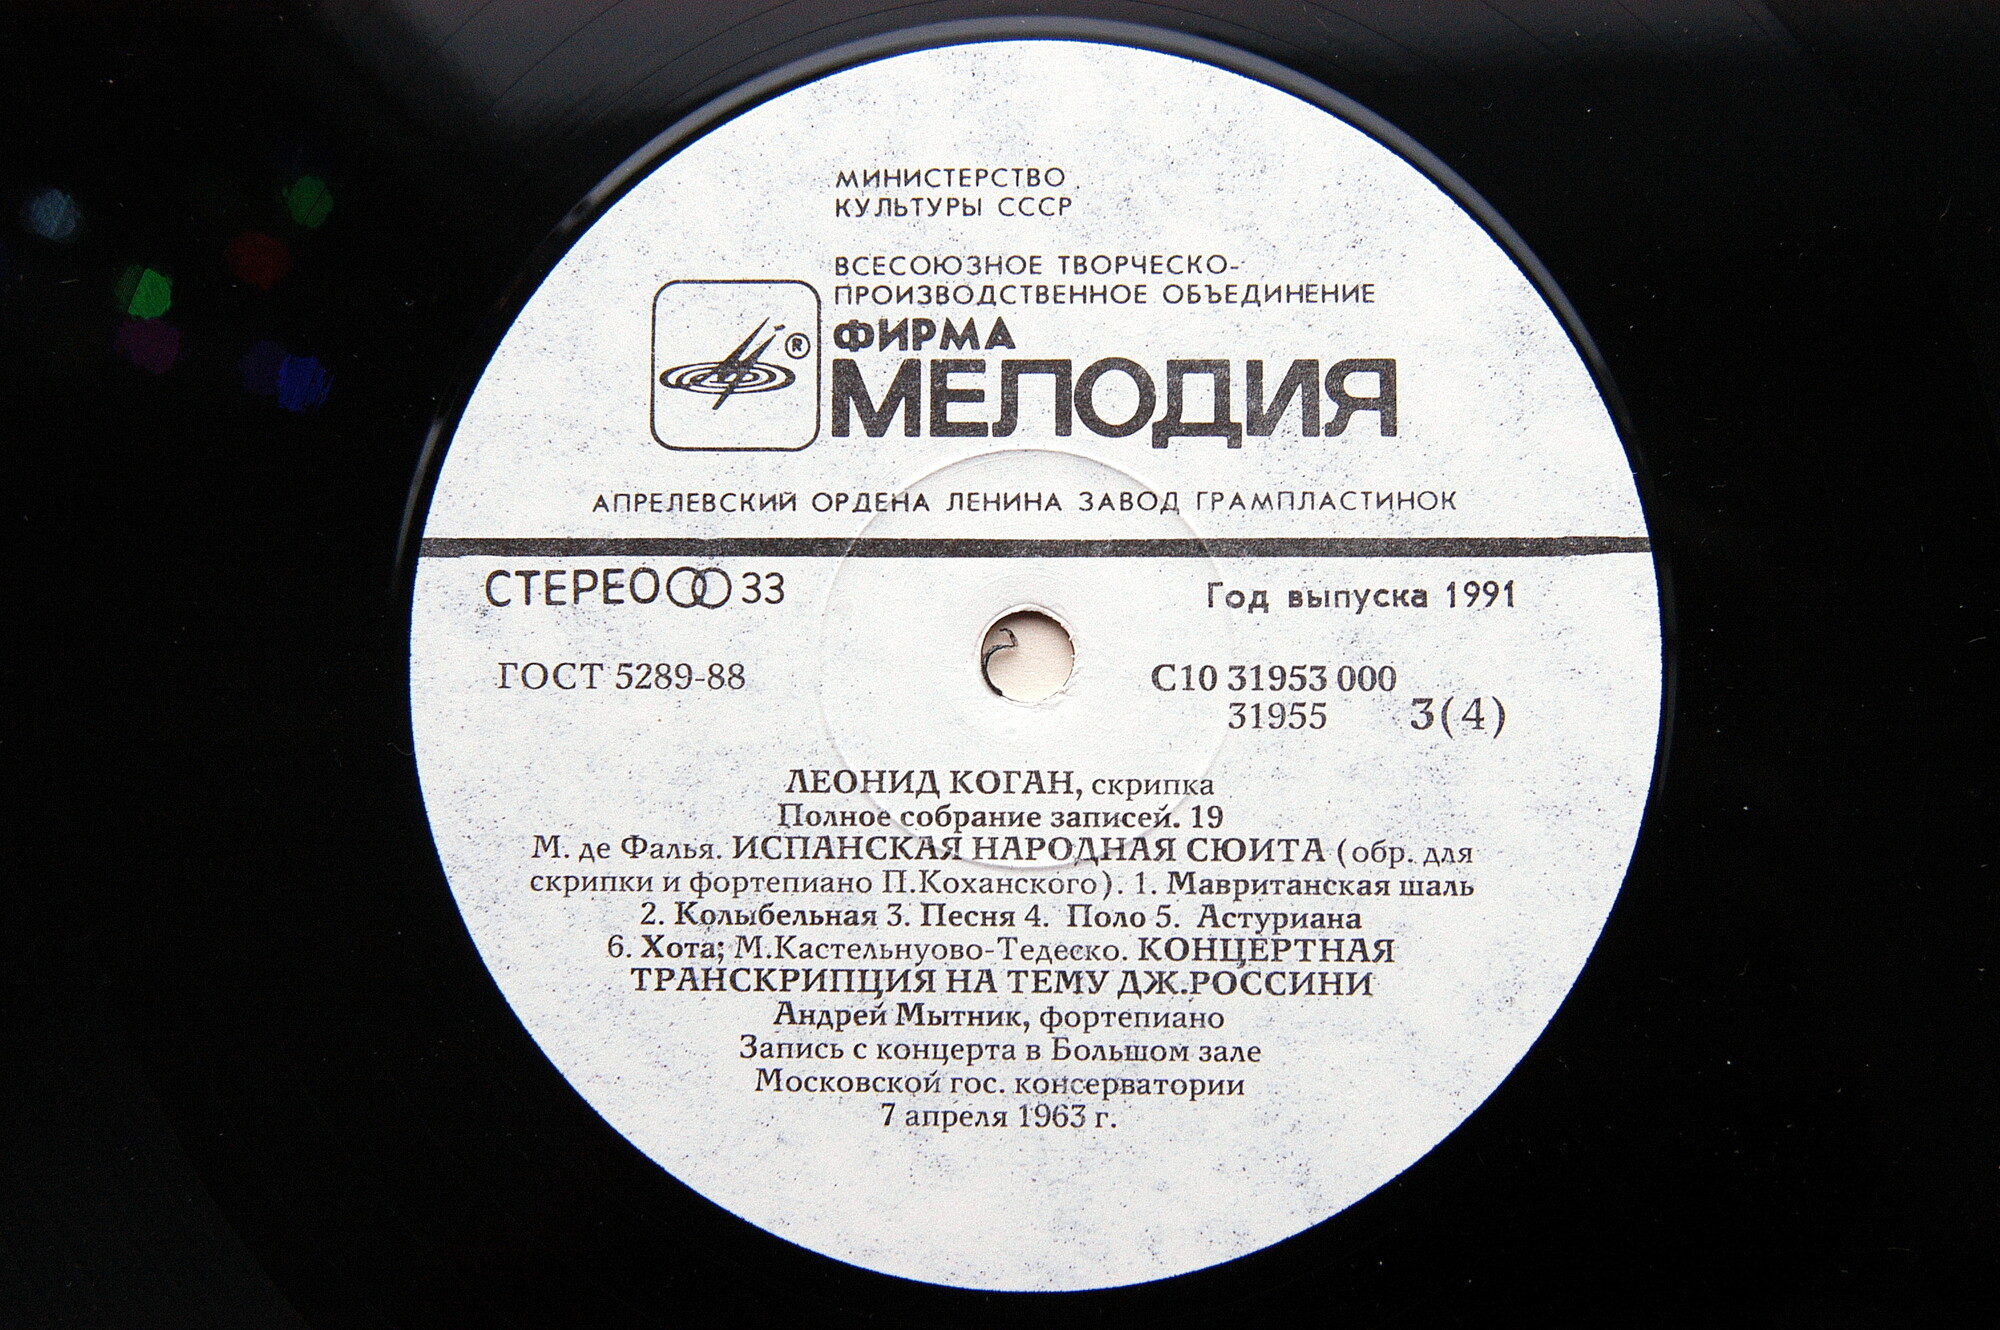 МИНИСТЕРСТВО
КУЛЬТУРЫ СССР
ВСЕСОЮЗНОЕ ТВОРЧЕСКО-
ПРОИЗВОДСТВЕННОЕ ОБЪЕДИНЕНИЕ
ФИРМА
®
МЕЛОДИЯ
АПРЕЛЕВСКИЙ ОРДЕНА ЛЕНИНА ЗАВОД ГРАМПЛАСТИНОК
СТЕРЕО 33
Год выпуска 1991
ГОСТ 5289-88
С10 31953 000
31955 3(4)
ЛЕОНИД КОГАН, скрипка
Полное собрание записей. 19
М. де Фалья. ИСПАНСКАЯ НАРОДНАЯ СЮИТА (обр. для
скрипки и фортепиано П.Коханского). 1. Мавританская шаль
2. Колыбельная 3. Песня 4. Поло 5. Астуриана
6. Хота; М.Кастельнуово-Тедеско. КОНЦЕРТНАЯ
ТРАНСКРИПЦИЯ НА ТЕМУ ДЖ.РОССИНИ
Андрей Мытник, фортепиано
Запись с концерта в Большом зале
Московской гос. консерватории
7 апреля 1963 г.